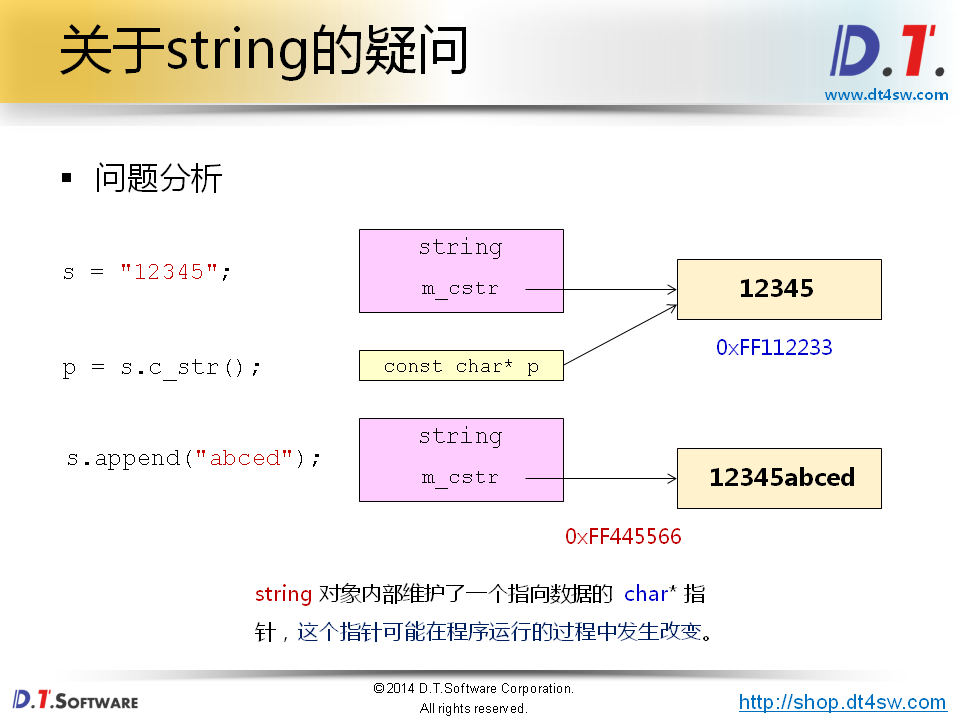 关于string的疑问
D.T.
www.dt4sw.com
▪ 问题分析
s = "12345";
string
m_cstr
12345
0xFF112233
p = s.c_str();
const char* p
s.append("abced");
string
m_cstr
12345abced
0xFF445566
string 对象内部维护了一个指向数据的 char* 指
针，这个指针可能在程序运行的过程中发生改变。
D.T.SOFTWARE
©2014 D.T.Software Corporation.
All rights reserved.
http://shop.dt4sw.com